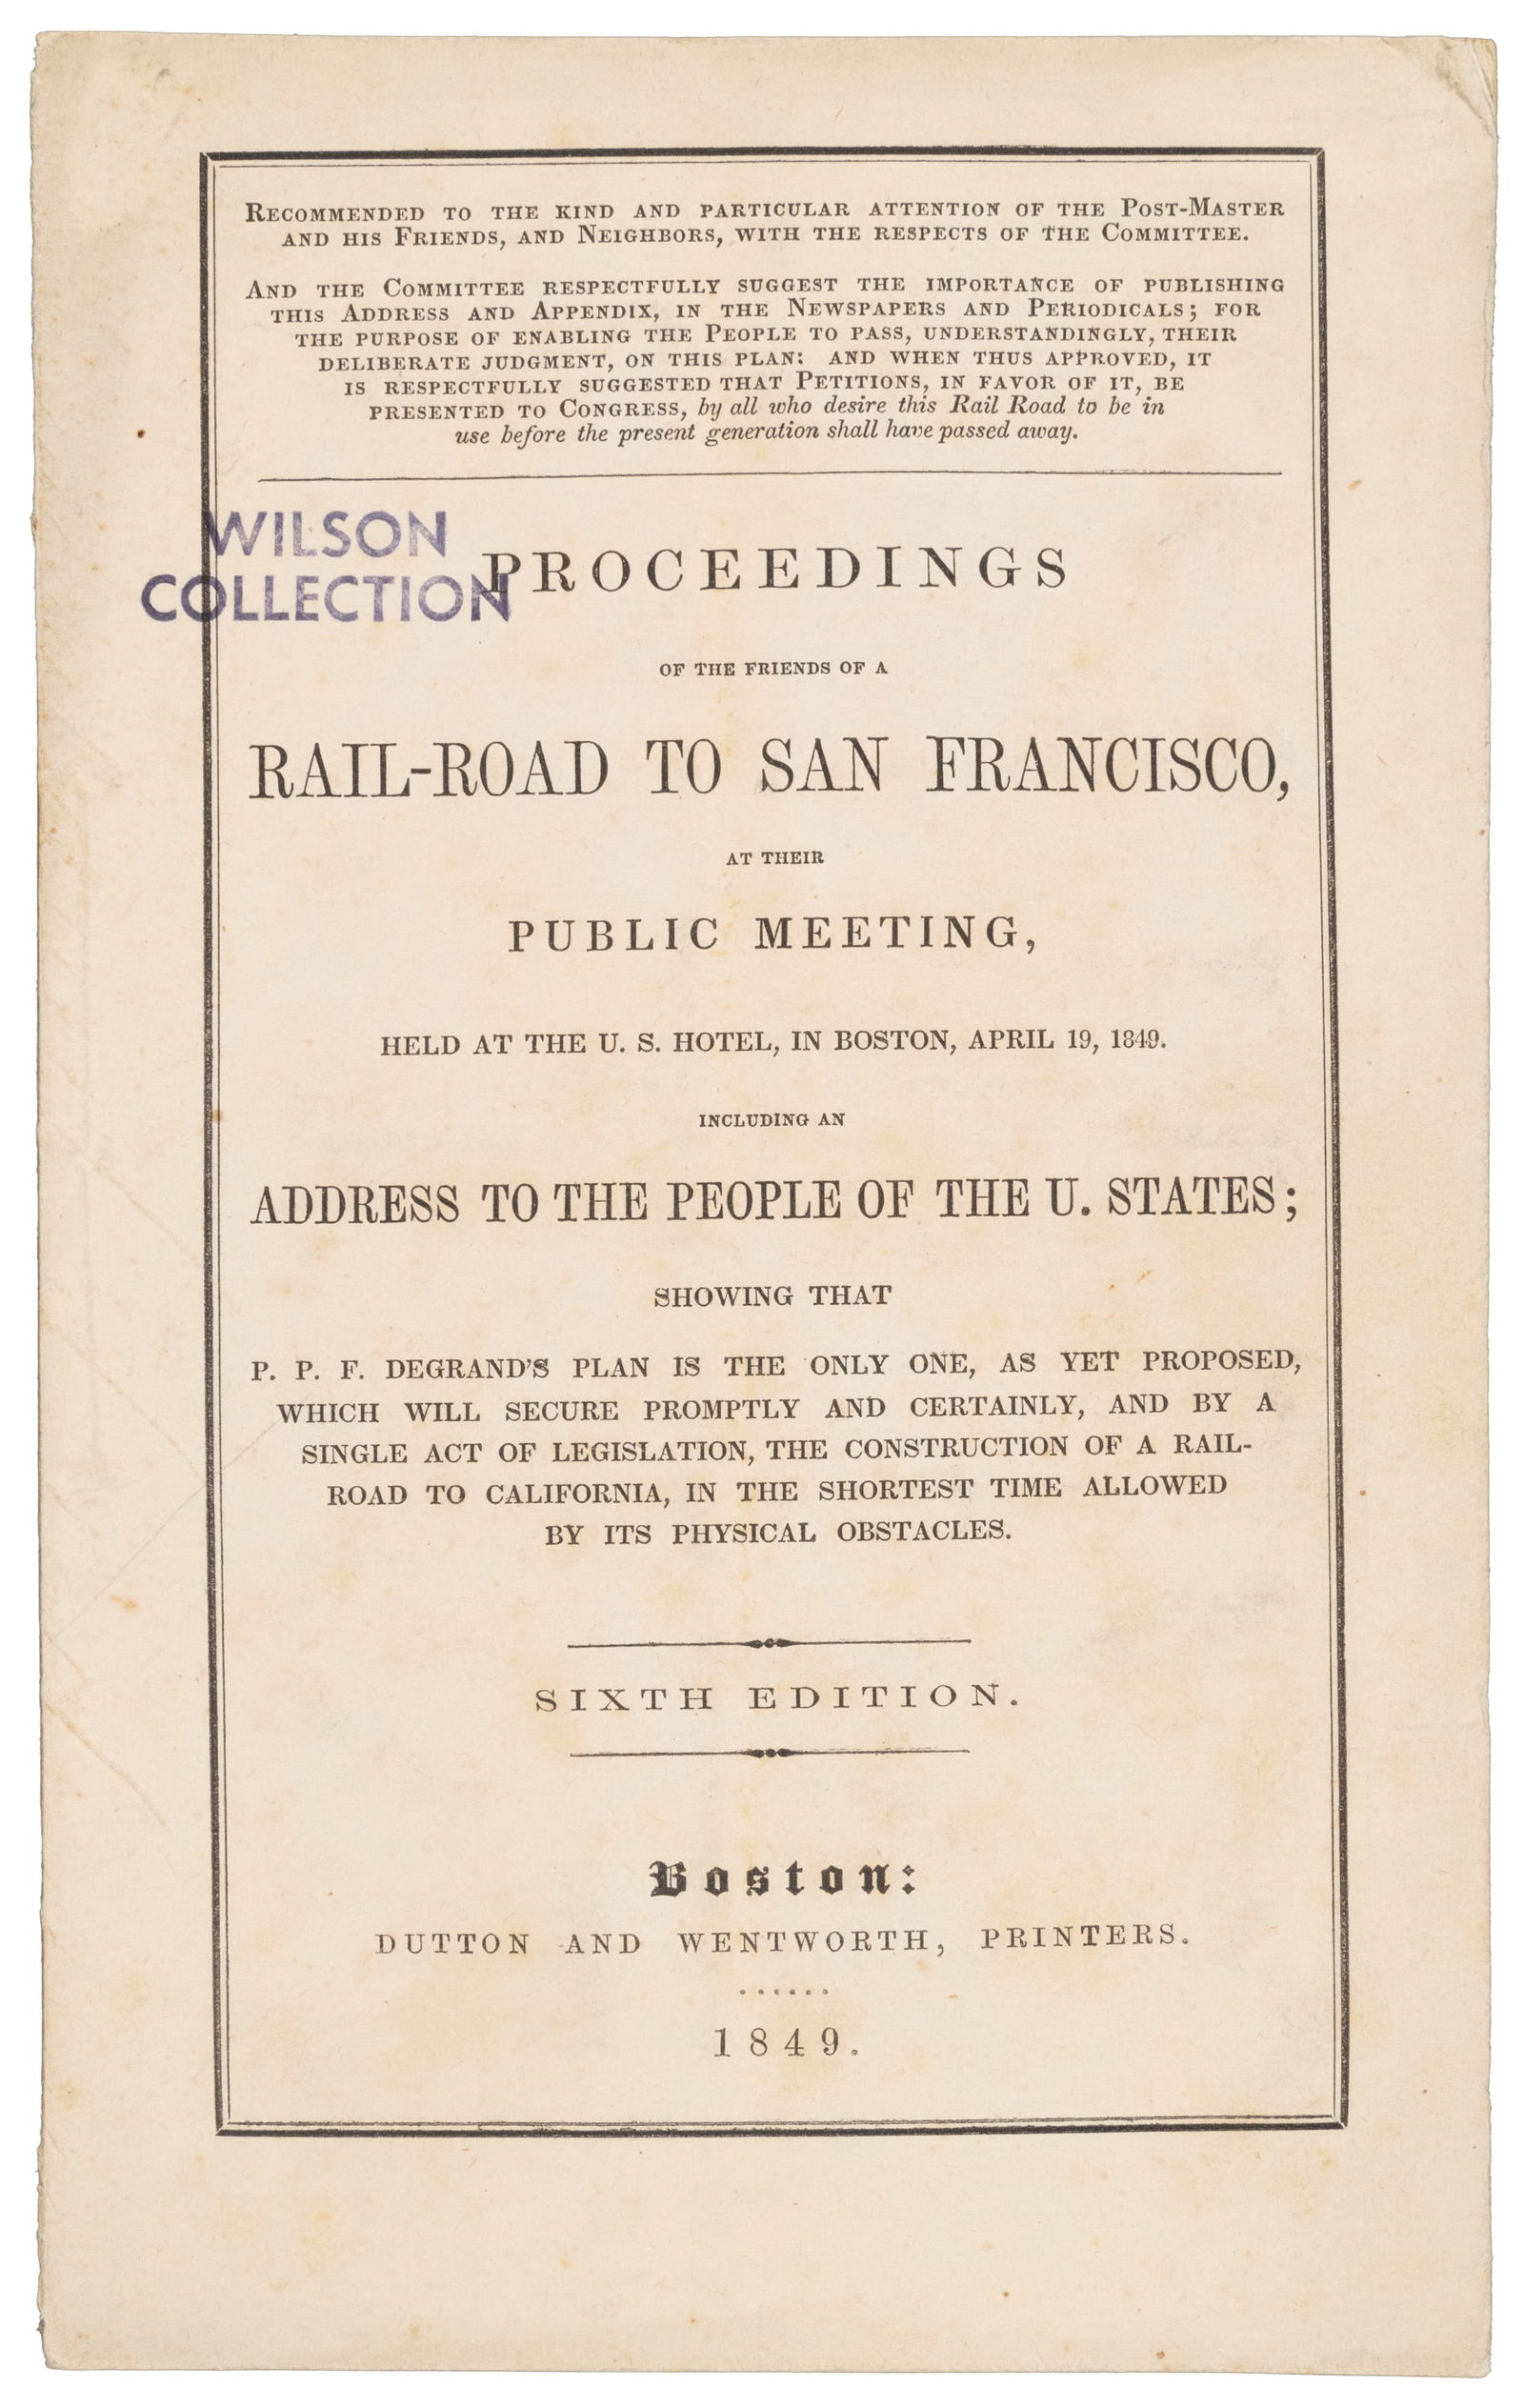 Recommended to the kind and particular attention of the Post-Master
and his Friends, and Neighbors, with the respects of the Committee.
And the Committee respectfully suggest the importance of publishing
this Address and Appendix, in the Newspapers and Periodicals; for
the purpose of enabling the People to pass, understandingly, their
deliberate judgment, on this plan: and when thus approved, it
is respectfully suggested that Petitions, in favor of it, be
presented to Congress, by all who desire this Rail Road to be in
use before the present generation shall have passed away.
WILSON
COLLECTION
PROCEEDINGS
OF THE FRIENDS OF A
RAIL-ROAD TO SAN FRANCISCO,
AT THEIR
PUBLIC MEETING,
HELD AT THE U. S. HOTEL, IN BOSTON, APRIL 19, 1849.
INCLUDING AN
ADDRESS TO THE PEOPLE OF THE U. STATES;
SHOWING THAT
P. P. F. DEGRAND'S PLAN IS THE ONLY ONE, AS YET PROPOSED,
WHICH WILL SECURE PROMPTLY AND CERTAINLY, AND BY A
SINGLE ACT OF LEGISLATION, THE CONSTRUCTION OF A RAIL-
ROAD TO CALIFORNIA, IN THE SHORTEST TIME ALLOWED
BY ITS PHYSICAL OBSTACLES.
SIXTH EDITION.
Boston:
DUTTON AND WENTWORTH, PRINTERS.
......
1849.